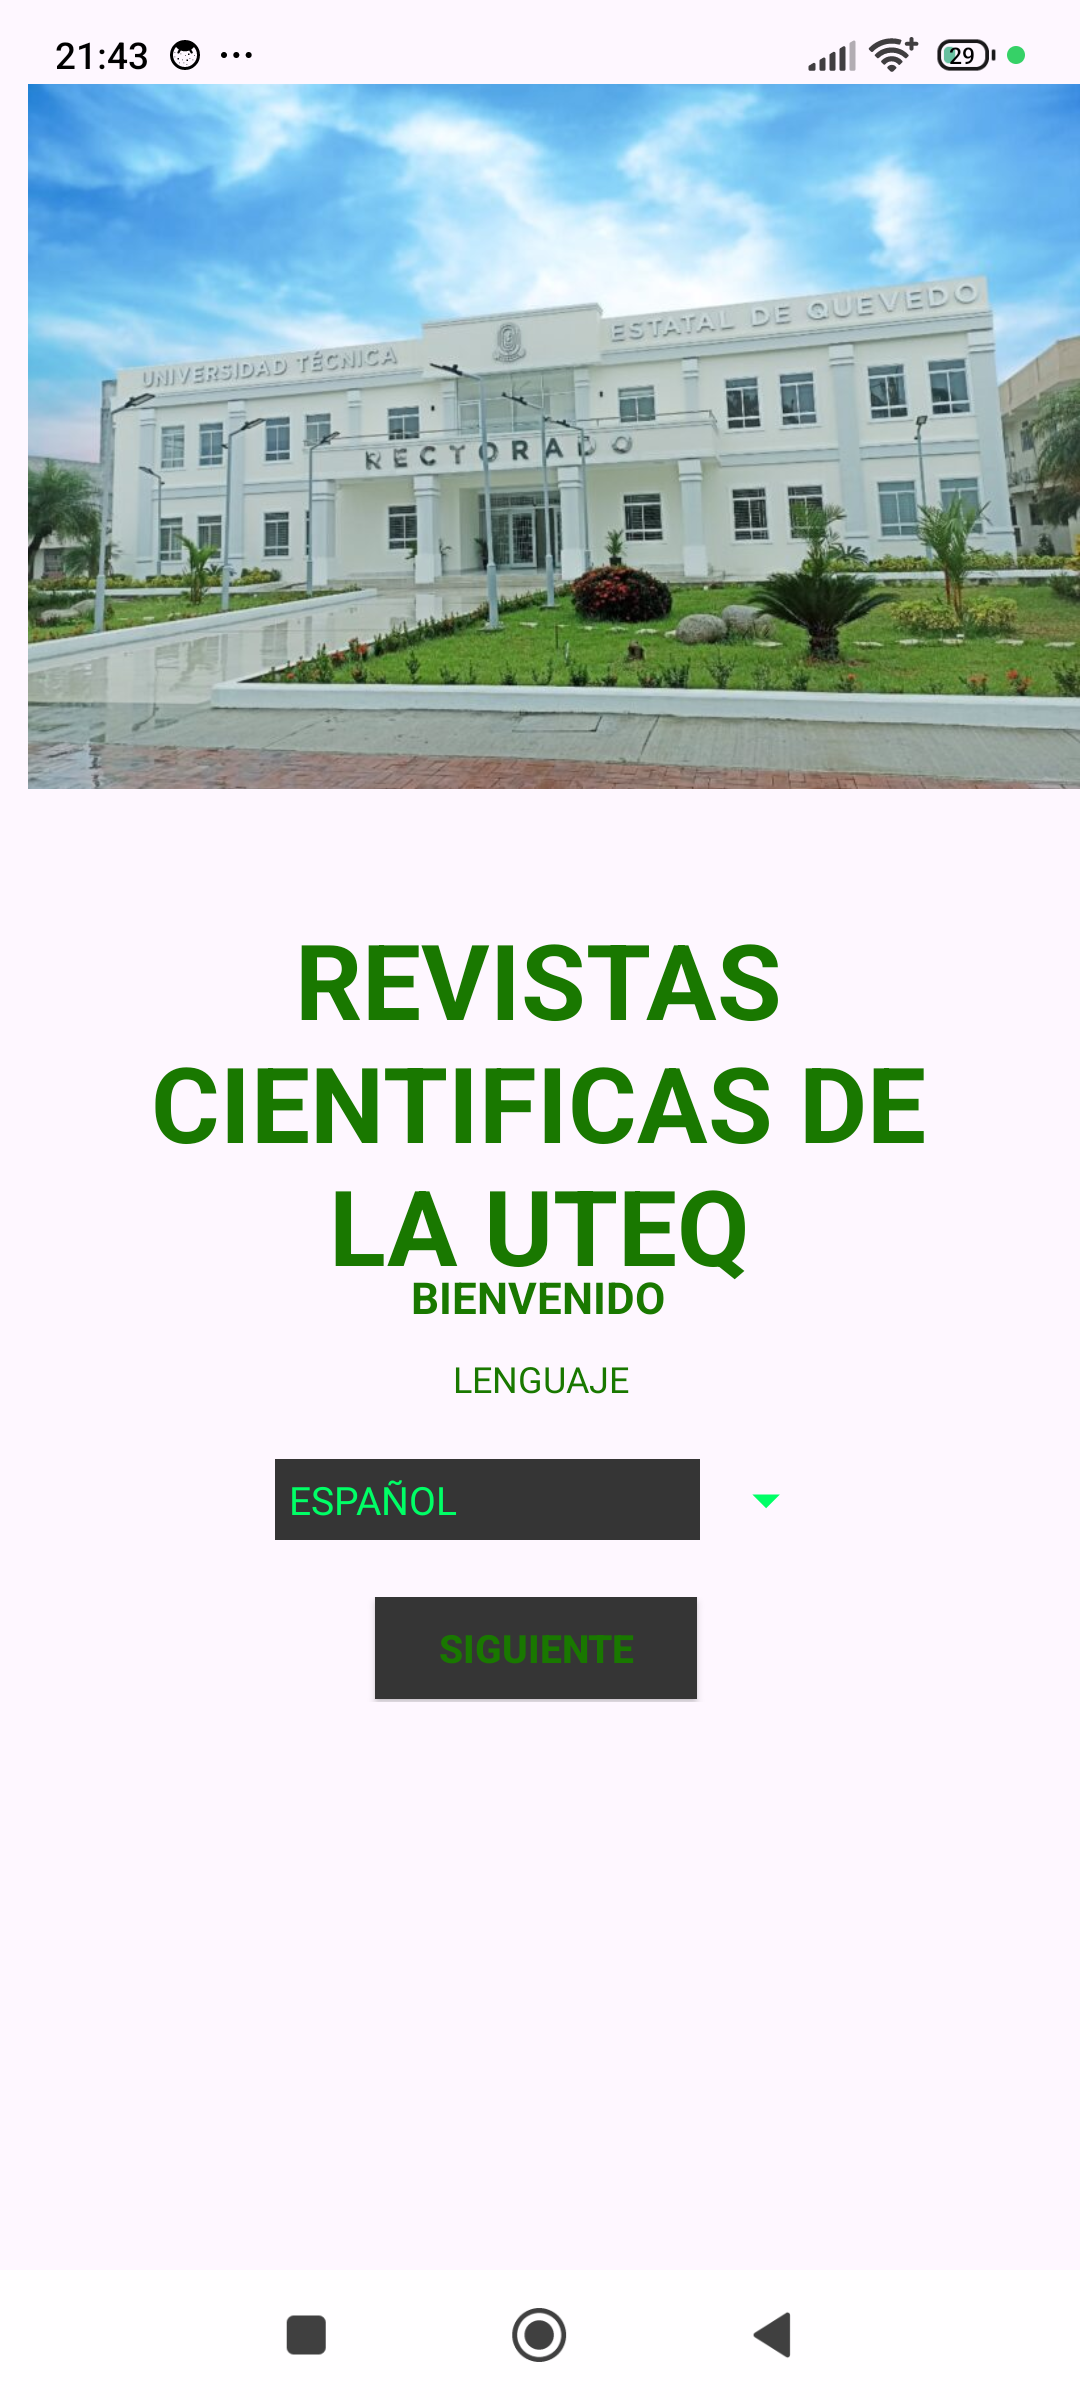 21:43
29
UNIVERSIDAD TÉCNICA ESTATAL DE QUEVEDO
RECTORADO
REVISTAS
CIENTIFICAS DE
LA UTEQ
BIENVENIDO
LENGUAJE
ESPAÑOL
SIGUIENTE